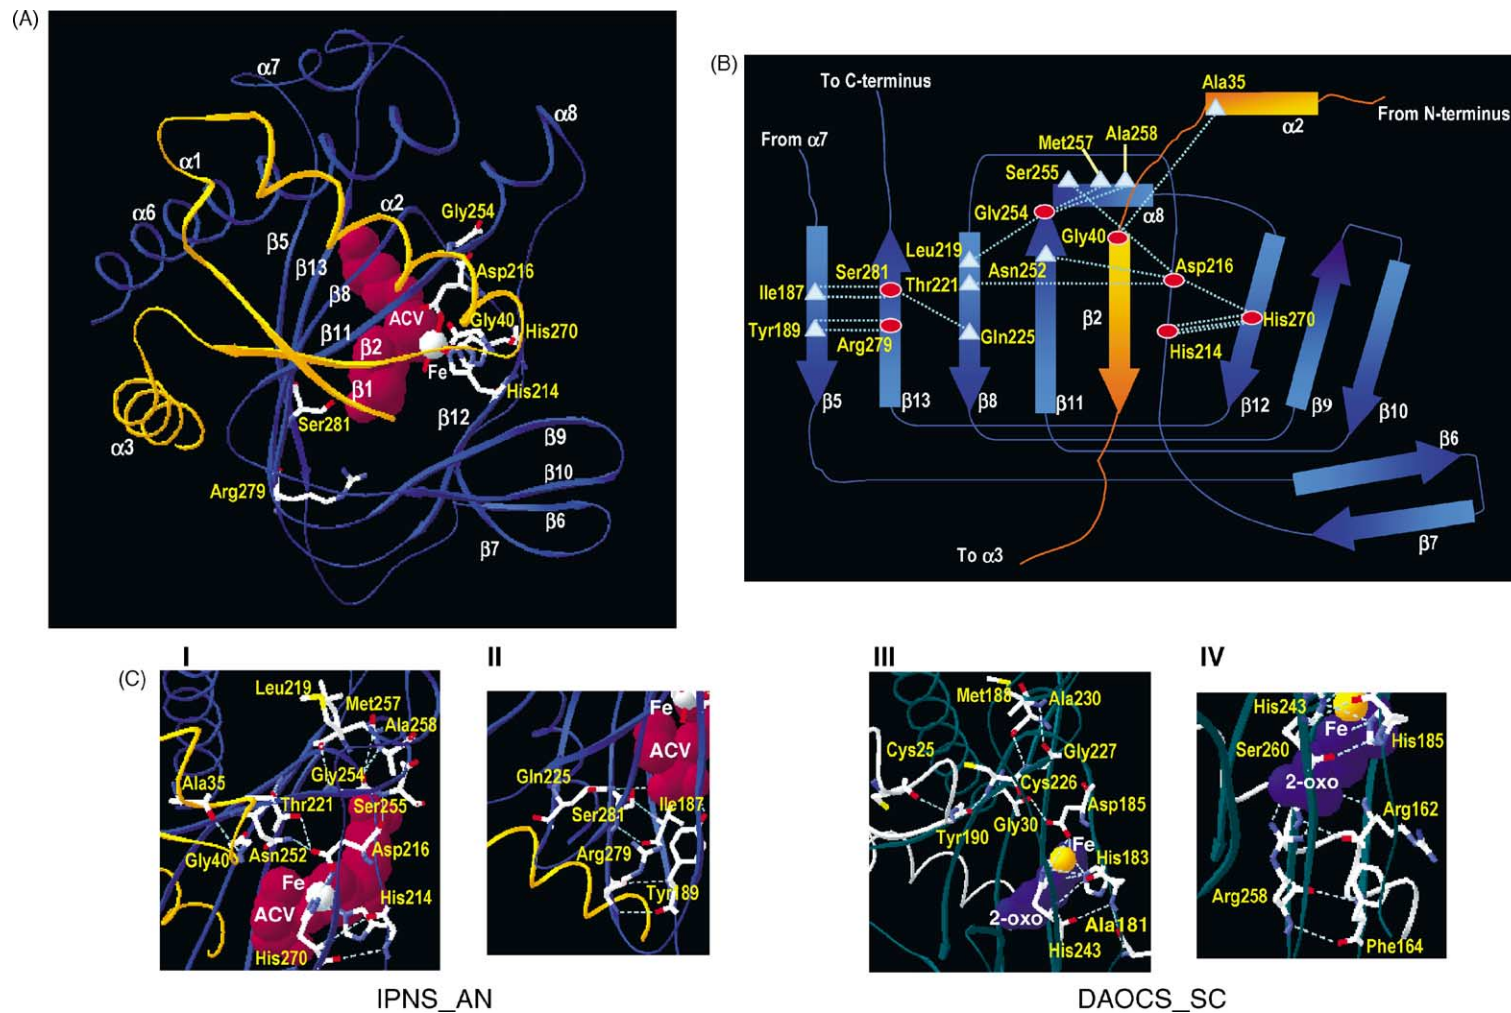 (A)
α7
α8
α1
α6
α2
Gly254
β5
β13
Asp216
β8
ACV
Gly40
β11
His270
β2
Fe
β1
His214
Ser281
β12
α3
β9
β10
Arg279
β6
β7
(B)
To C-terminus
Ala35
α2
From N-terminus
From α7
Met257
Ala258
Ser255
α8
Glv254
Gly40
Leu219
Ser281
Asn252
Asp216
Thr221
Ile187
β2
His270
Tyr189
Arg279
Gln225
His214
β5
β13
β8
β11
β12
β9
β10
β6
β7
To α3
(C)
I
Leu219
Met257
Ala258
Ala35
Gly254
Thr221
Ser255
Gly40
Asn252
Asp216
Fe
ACV
His214
His270
II
Fe
ACV
Gln225
Ile187
Ser281
Arg279
Tyr189
IPNS_AN
III
Met188
Ala230
Cys25
Gly227
Cys226
Asp185
Tyr190
Gly30
Fe
His183
2-oxo
Ala181
His243
IV
His243
Fe
Ser260
His185
2-oxo
Arg162
Arg258
Phe164
DAOCS_SC